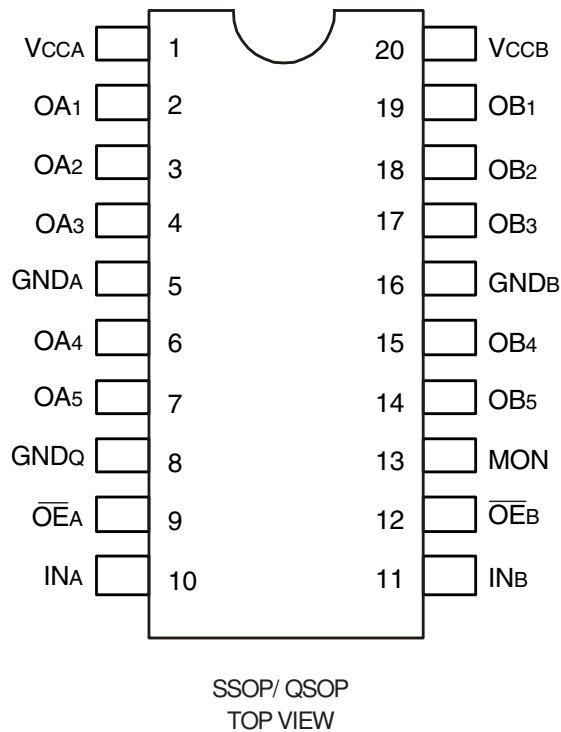 VCCA 1 20 VCCB
OA1 2 19 OB1
OA2 3 18 OB2
OA3 4 17 OB3
GNDA 5 16 GNDB
OA4 6 15 OB4
OA5 7 14 OB5
GNDQ 8 13 MON
O̅E̅A 9 12 O̅E̅B
INA 10 11 INB
SSOP/ QSOP
TOP VIEW